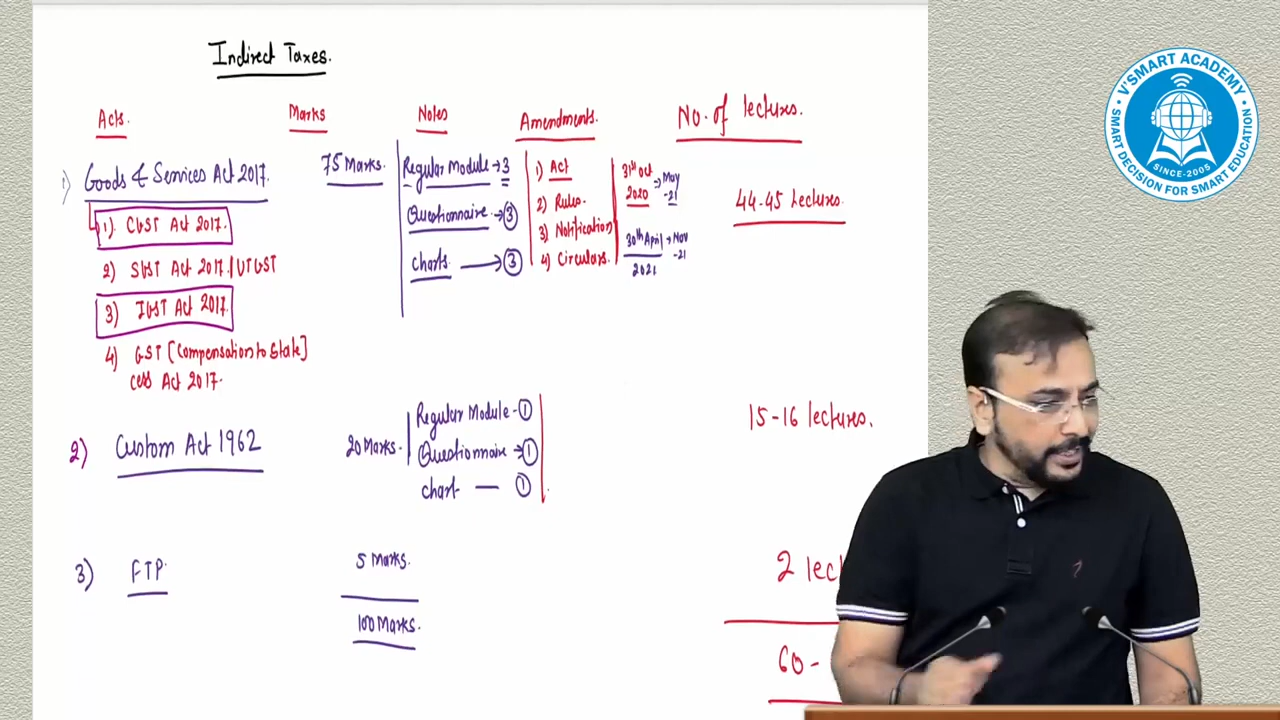 Indirect Taxes.
Acts. Marks Notes Amendments. No. of lectures.
1) Goods & Services Act 2017. 75 Marks. Regular Module → 3
Questionnaire → 3
Charts → 3
1) Act
2) Rules.
3) Notification
4) Circulars.
31st Oct 2020 → May -21
30th April 2021 → Nov -21
44-45 Lectures.
1) CGST Act 2017.
2) SGST Act 2017. / UTGST
3) IGST Act 2017.
4) GST [Compensation to State]
cess Act 2017.
2) Custom Act 1962 20 Marks. Regular Module - 1
Questionnaire → 1
chart — 1
15-16 lectures.
3) FTP. 5 Marks. 2 lec
100 Marks. 60 -
V'SMART ACADEMY
SMART DECISION FOR SMART EDUCATION
SINCE-2005